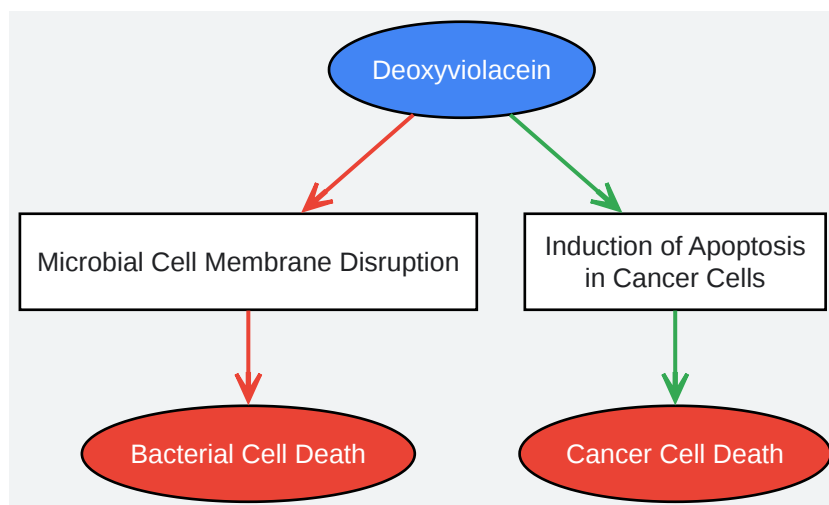 Deoxyviolacein
Microbial Cell Membrane Disruption
Induction of Apoptosis
in Cancer Cells
Bacterial Cell Death
Cancer Cell Death